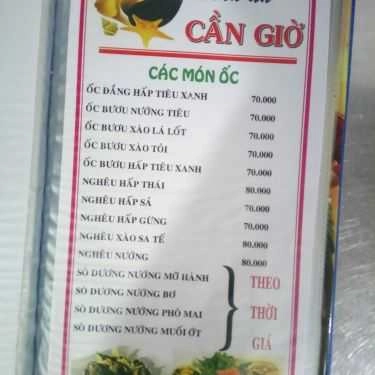 CẦN GIỜ
CÁC MÓN ỐC
ỐC ĐẮNG HẤP TIÊU XANH 70.000
ỐC BƯƠU NƯỚNG TIÊU 70.000
ỐC BƯƠU XÀO LÁ LỐT 70.000
ỐC BƯƠU XÀO TỎI 70.000
ỐC BƯƠU HẤP TIÊU XANH 70.000
NGHÊU HẤP THÁI 80.000
NGHÊU HẤP SẢ 70.000
NGHÊU HẤP GỪNG 70.000
NGHÊU XÀO SA TẾ 80.000
NGHÊU NƯỚNG 80.000
SÒ DƯƠNG NƯỚNG MỠ HÀNH THEO
SÒ DƯƠNG NƯỚNG BƠ
SÒ DƯƠNG NƯỚNG PHÔ MAI THỜI
SÒ DƯƠNG NƯỚNG MUỐI ỚT GIÁ